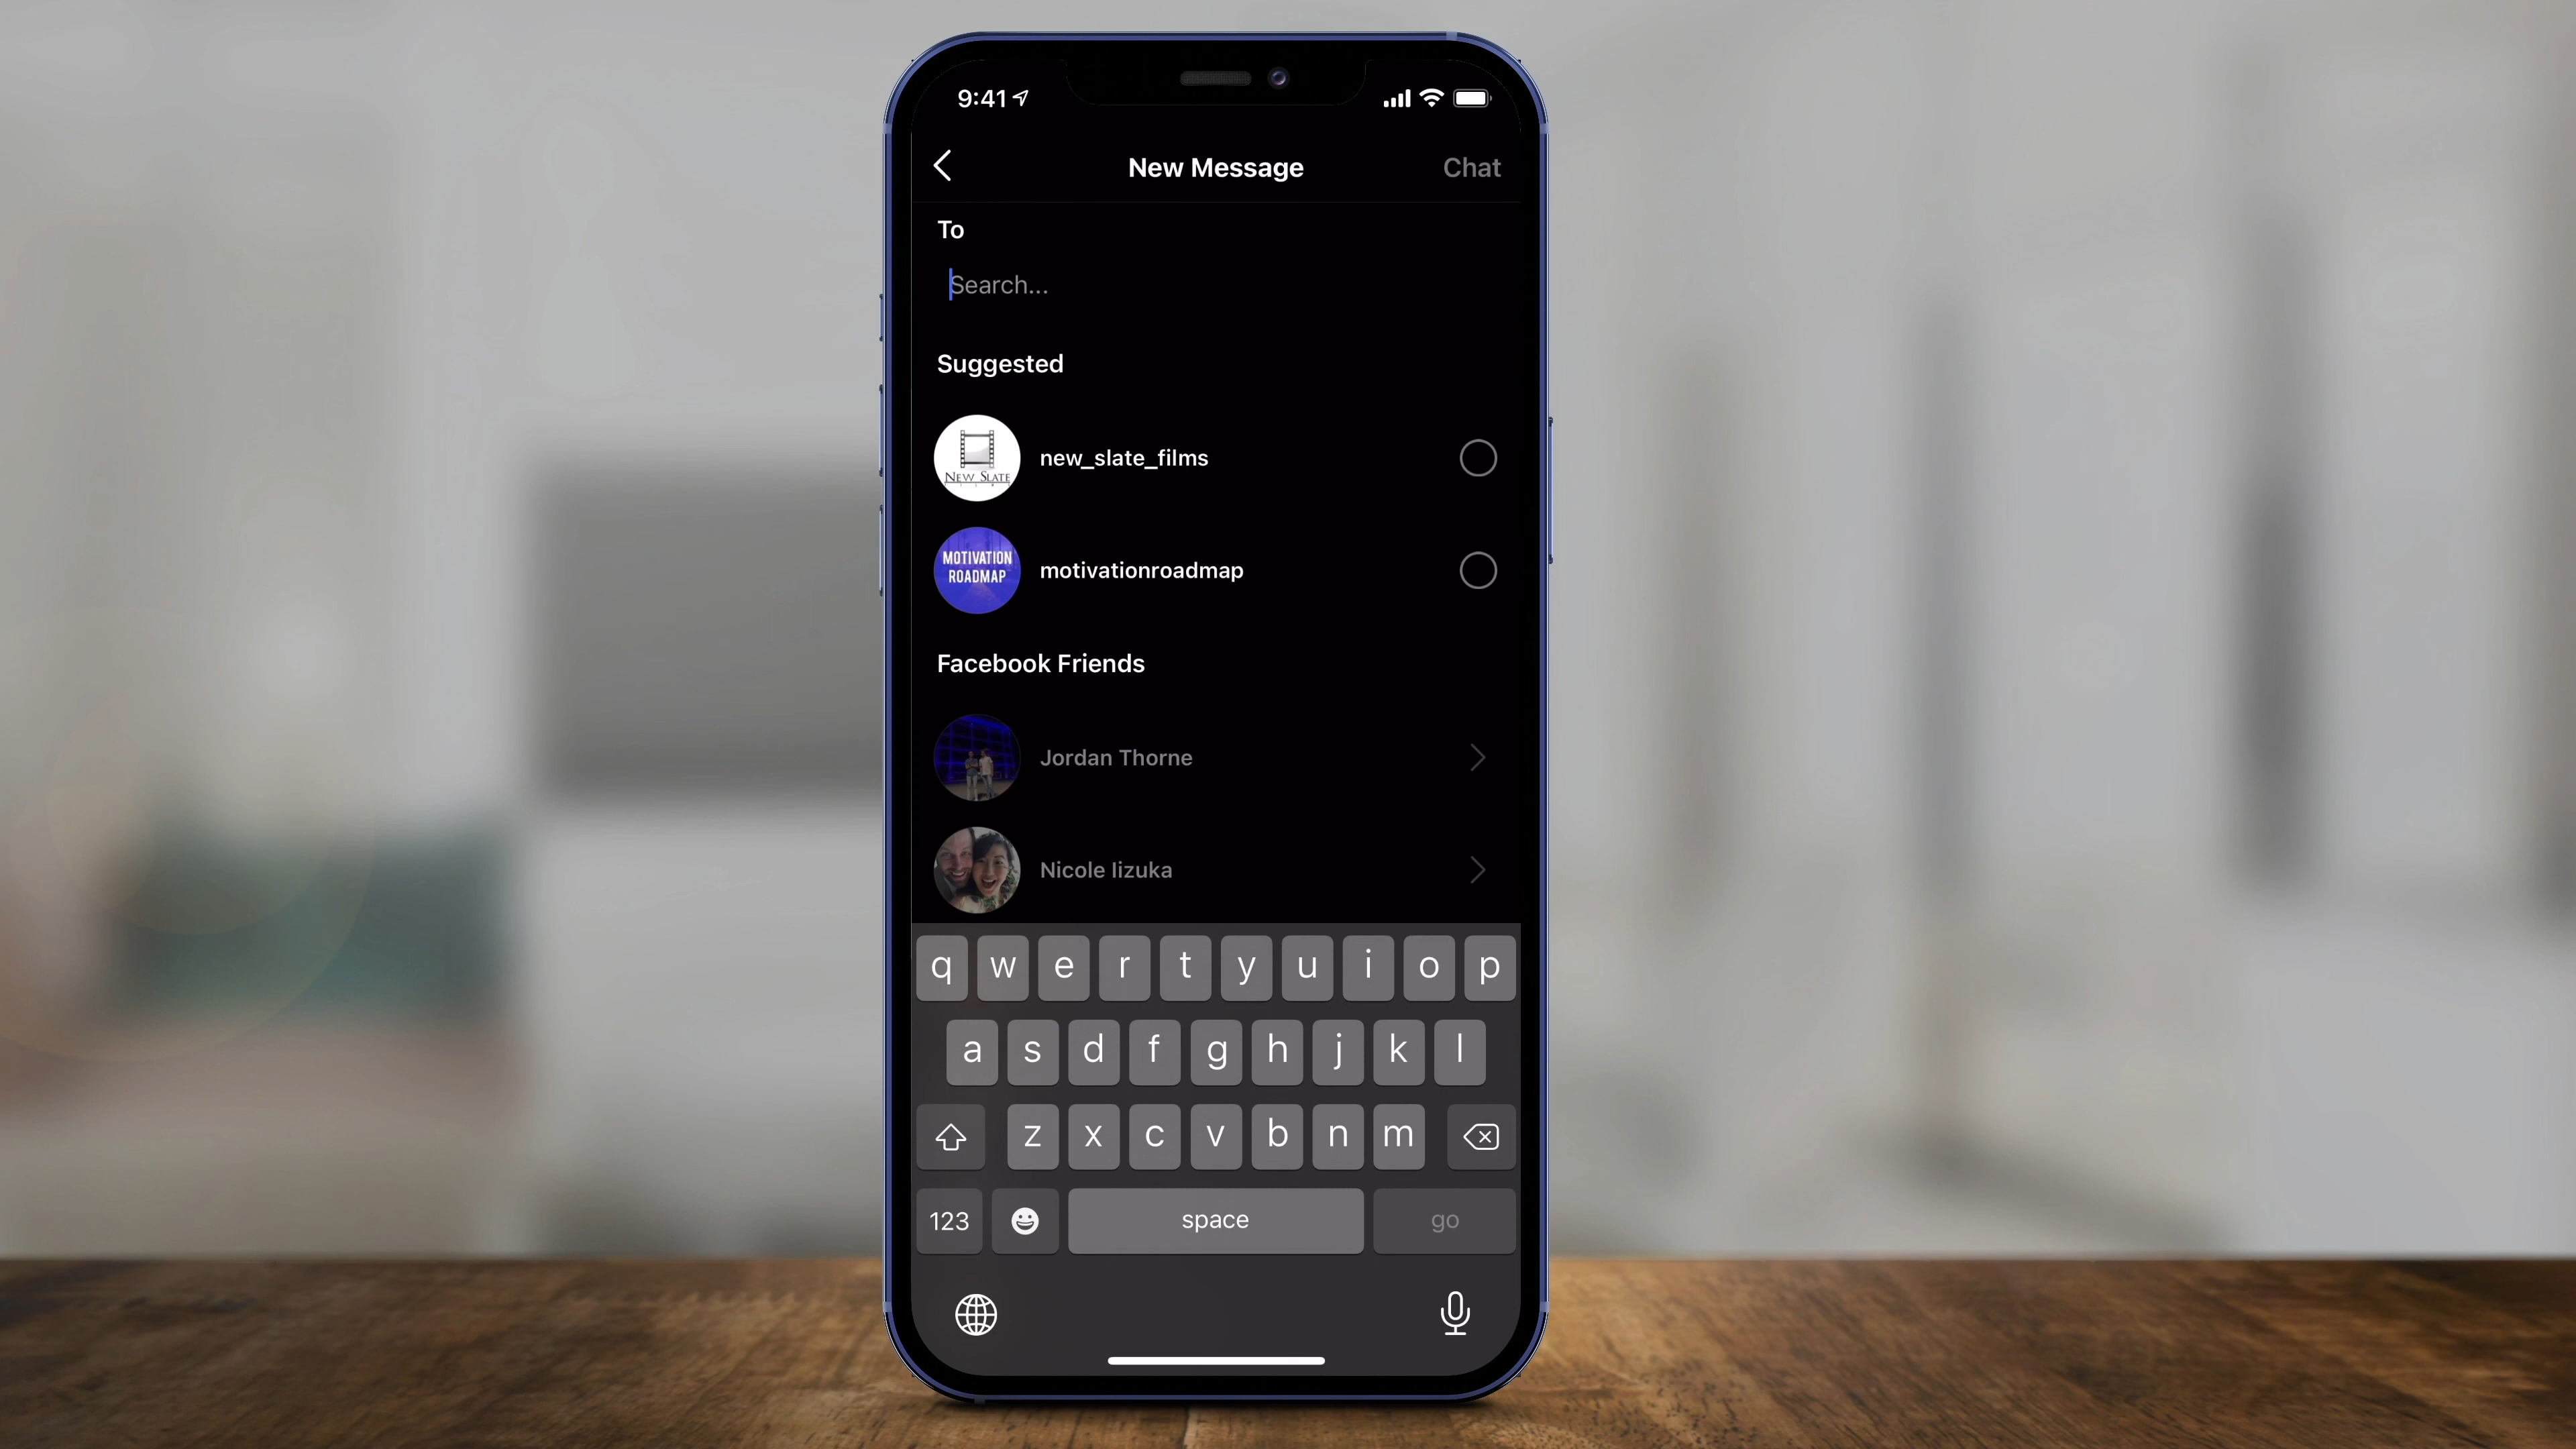 9:41
New Message
Chat
To
Search...
Suggested
NEW SLATE
new_slate_films
MOTIVATION
ROADMAP
motivationroadmap
Facebook Friends
Jordan Thorne
Nicole Iizuka
q w e r t y u i o p
a s d f g h j k l
z x c v b n m
123
space
go